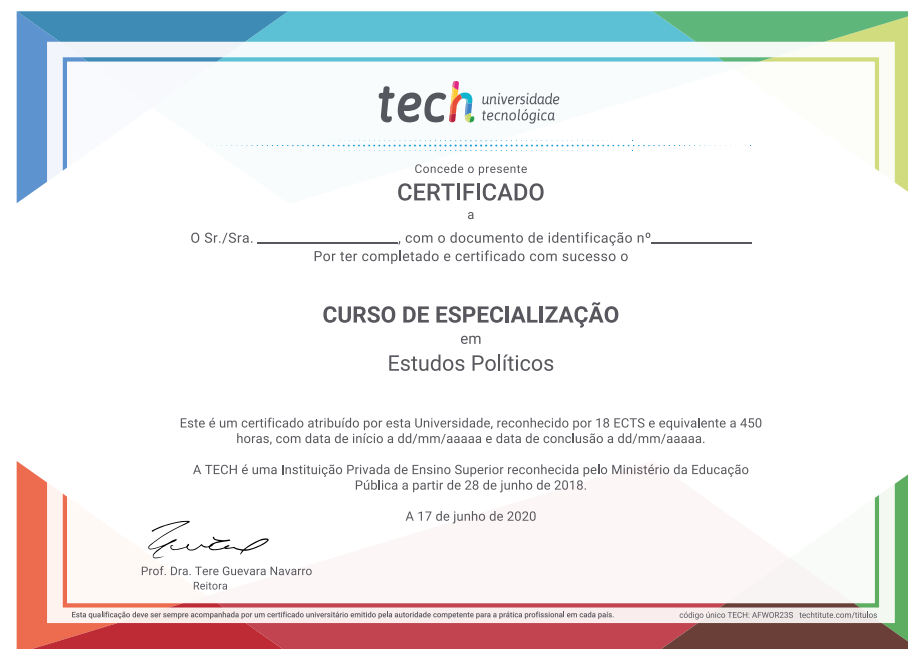 tech universidade
tecnológica
Concede o presente
CERTIFICADO
a
O Sr./Sra. ____________________, com o documento de identificação nº______________
Por ter completado e certificado com sucesso o
CURSO DE ESPECIALIZAÇÃO
em
Estudos Políticos
Este é um certificado atribuído por esta Universidade, reconhecido por 18 ECTS e equivalente a 450
horas, com data de início a dd/mm/aaaaa e data de conclusão a dd/mm/aaaaa.
A TECH é uma Instituição Privada de Ensino Superior reconhecida pelo Ministério da Educação
Pública a partir de 28 de junho de 2018.
A 17 de junho de 2020
Prof. Dra. Tere Guevara Navarro
Reitora
Esta qualificação deve ser sempre acompanhada por um certificado universitário emitido pela autoridade competente para a prática profissional em cada país.
código único TECH: AFWOR23S techtitute.com/titulos